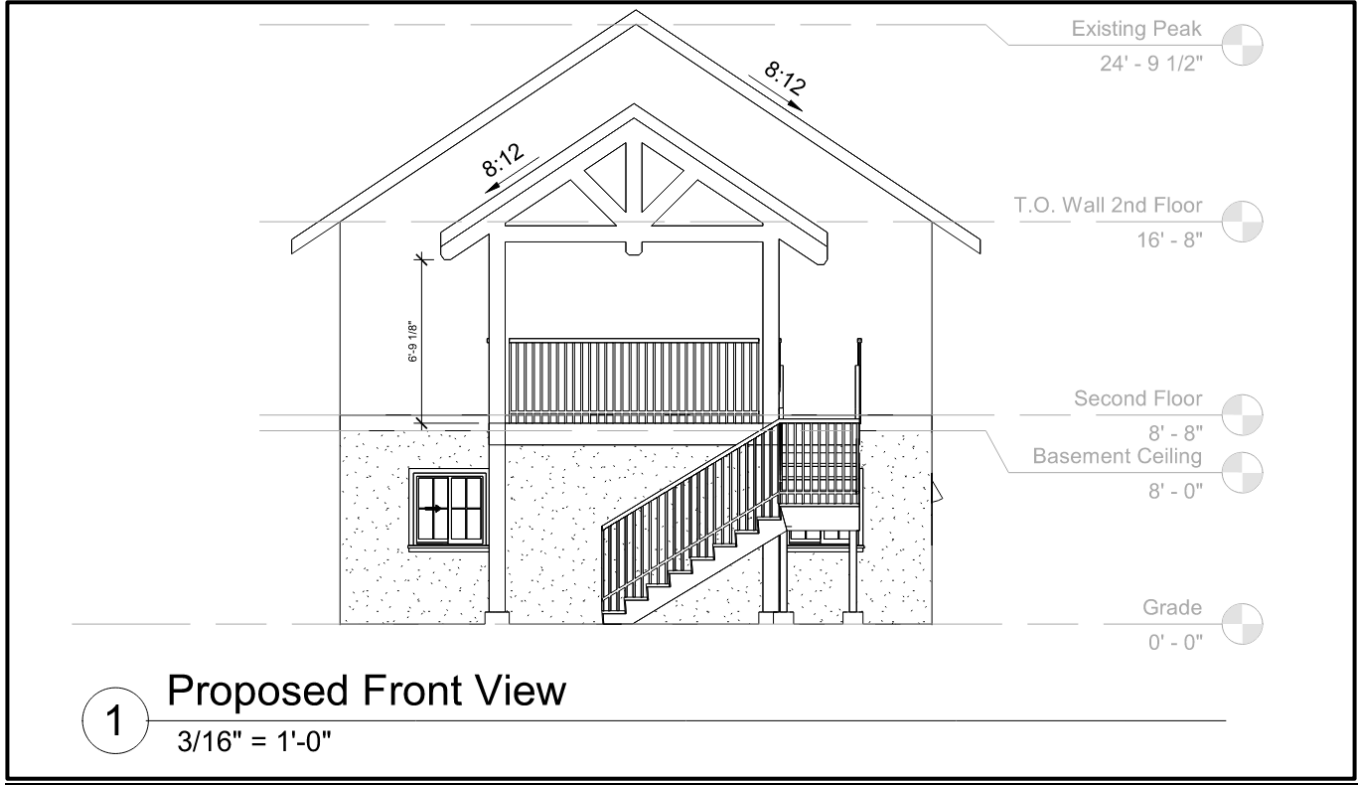 Existing Peak
24' - 9 1/2"
8:12
8:12
T.O. Wall 2nd Floor
16' - 8"
6'-9 1/8"
Second Floor
8' - 8"
Basement Ceiling
8' - 0"
Grade
0' - 0"
1
Proposed Front View
3/16" = 1'-0"